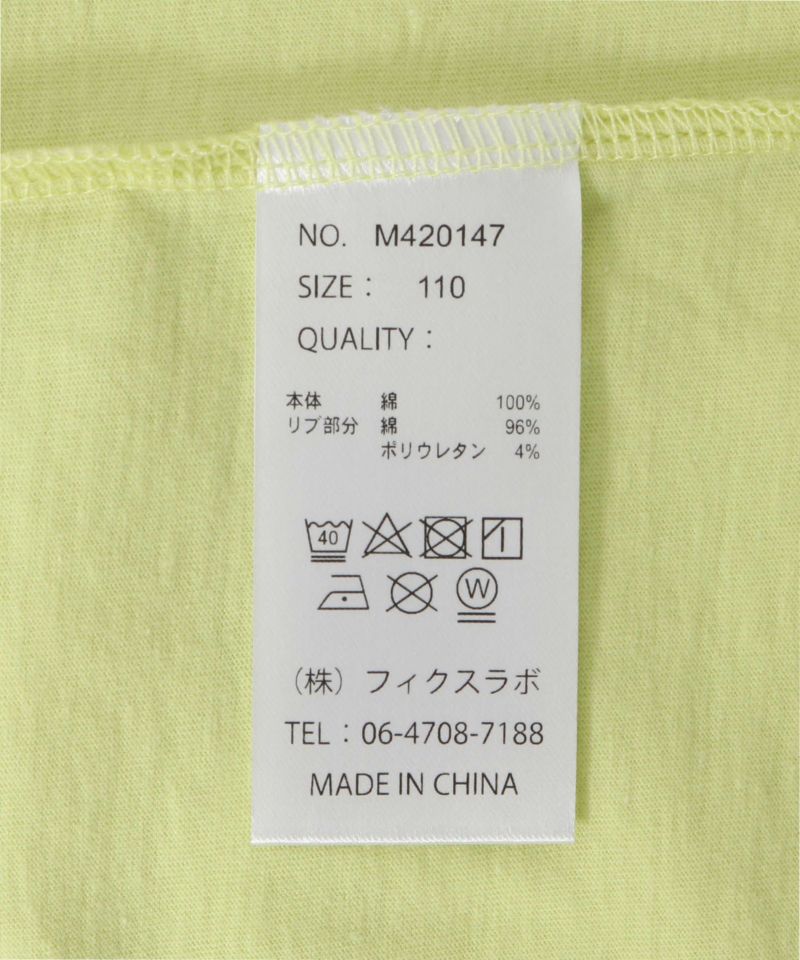 NO. M420147
SIZE： 110
QUALITY：
本体 綿 100%
リブ部分 綿 96%
ポリウレタン 4%
40
W
（株）フィクスラボ
TEL：06-4708-7188
MADE IN CHINA